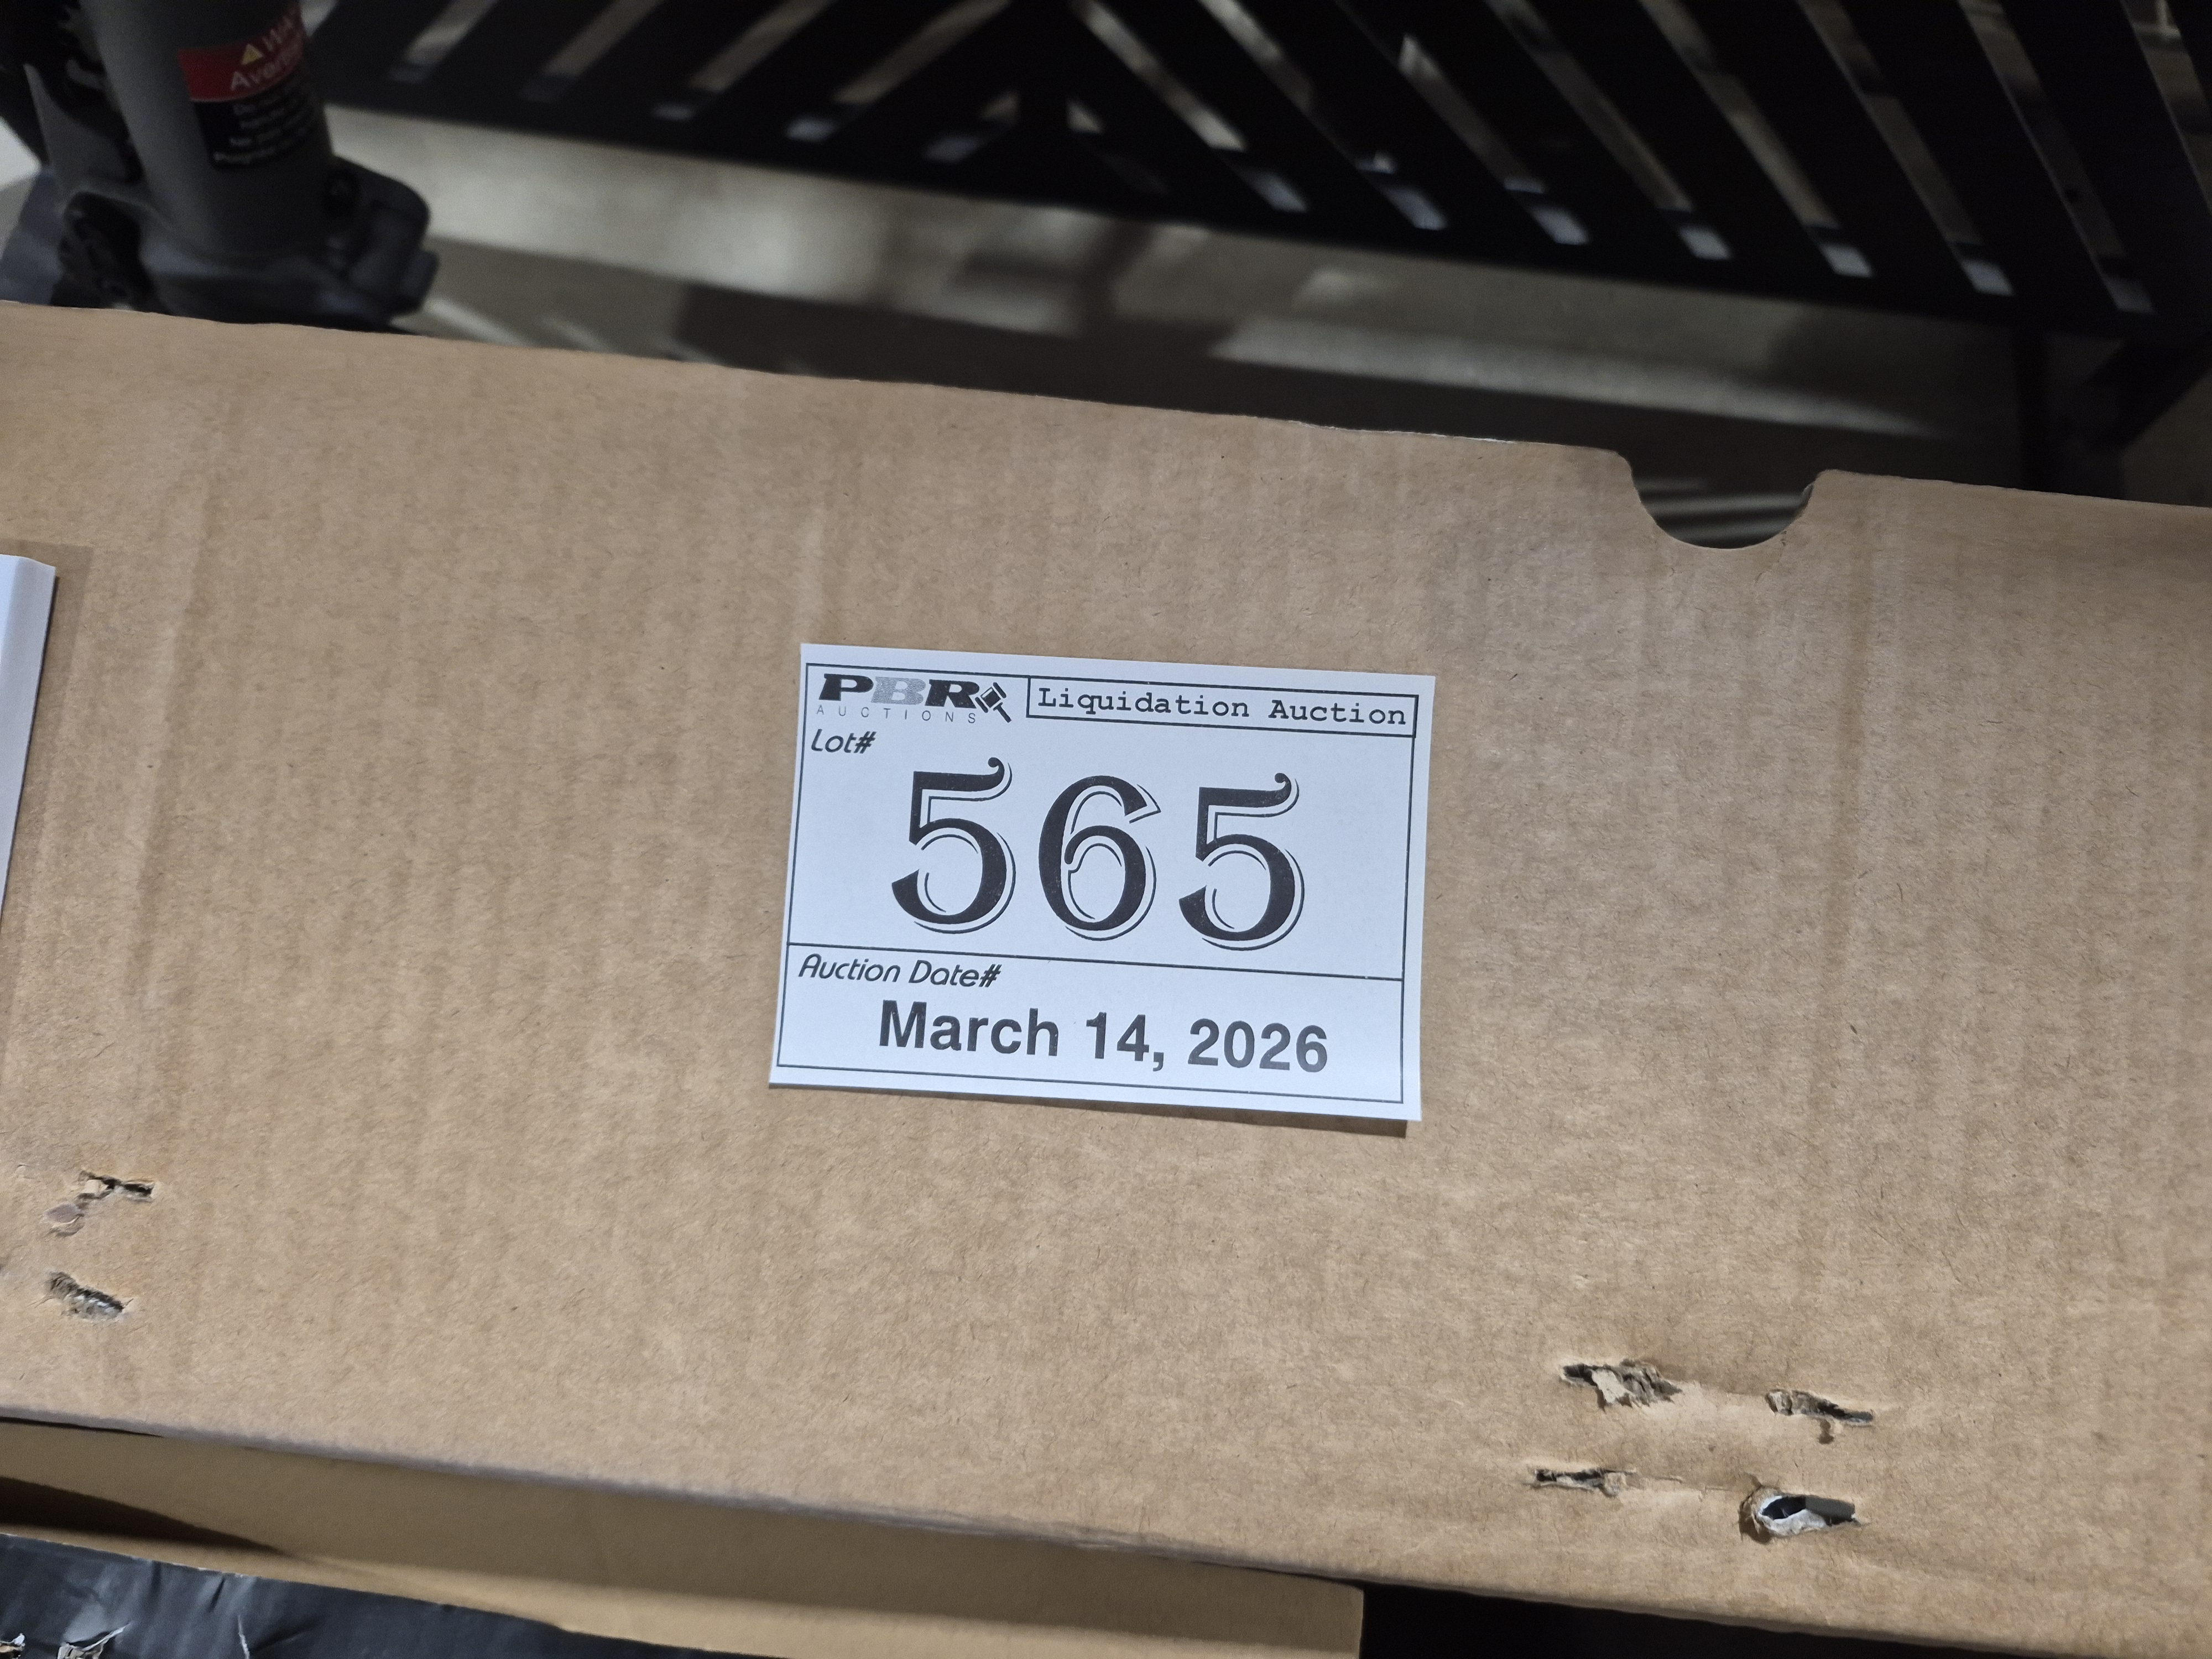 PBR
AUCTIONS
Liquidation Auction
Lot#
565
Auction Date#
March 14, 2026